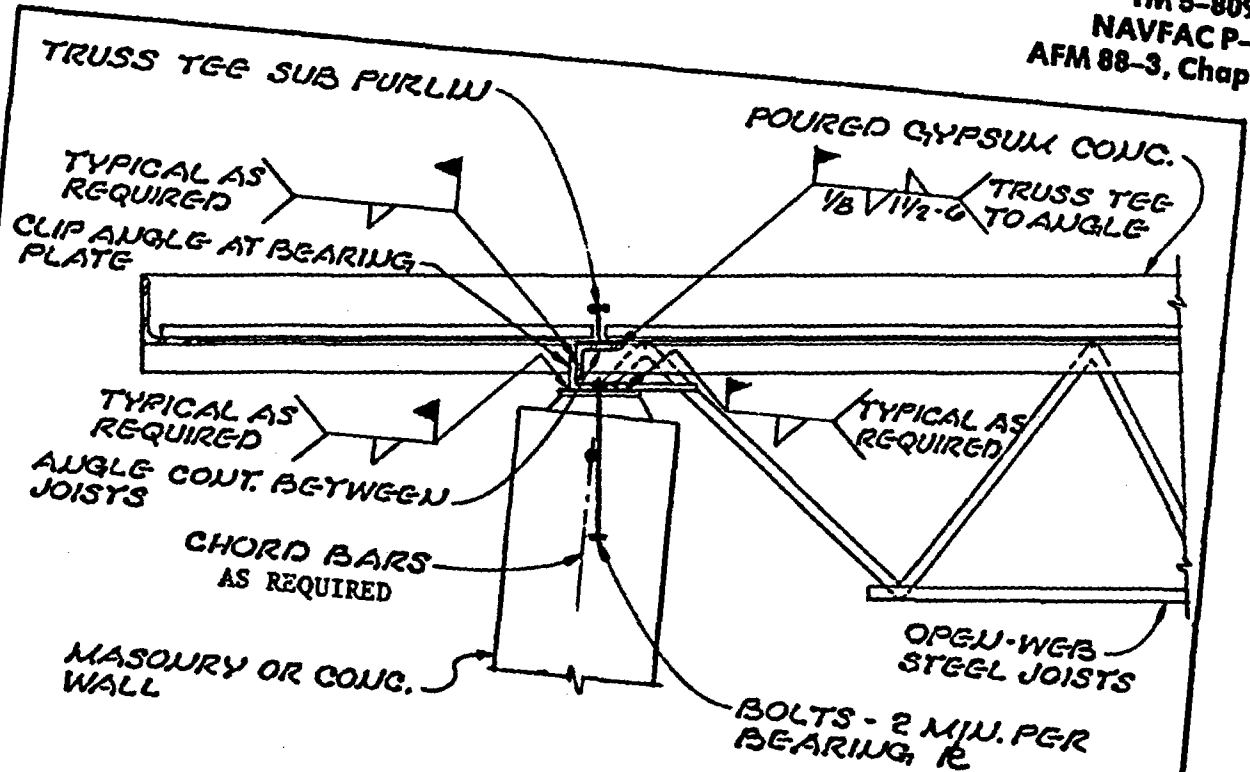 TM 5-809
NAVFAC P-
AFM 88-3, Chap
TRUSS TEE SUB PURLIN
POURED GYPSUM CONC.
TYPICAL AS
REQUIRED
1/8 1 1/2-6
TRUSS TEE
TO ANGLE
CLIP ANGLE AT BEARING
PLATE
TYPICAL AS
REQUIRED
TYPICAL AS
REQUIRED
ANGLE CONT. BETWEEN
JOISTS
CHORD BARS
AS REQUIRED
OPEN-WEB
STEEL JOISTS
MASONRY OR CONC.
WALL
BOLTS - 2 MIN. PER
BEARING ⅊